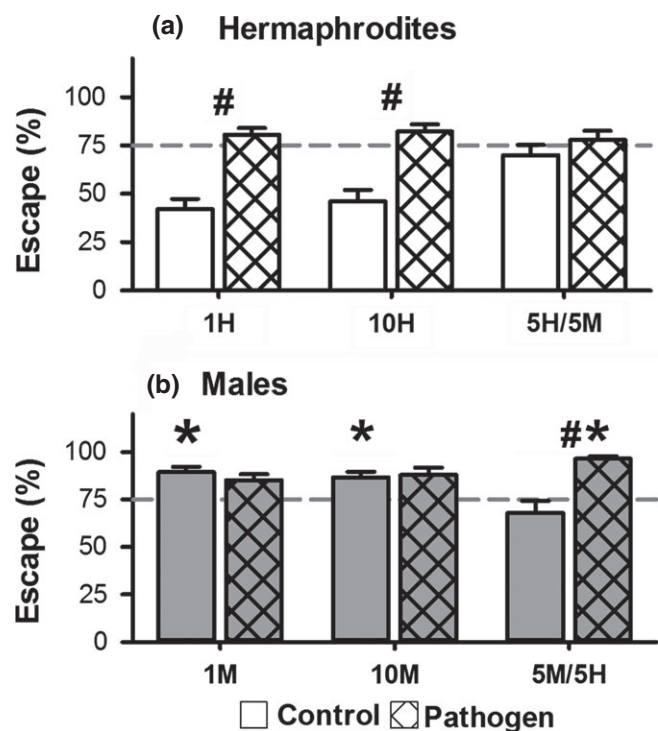 (a) Hermaphrodites
Escape (%)
100
75
50
25
0
# #
1H 10H 5H/5M
(b) Males
Escape (%)
100
75
50
25
0
* * #*
1M 10M 5M/5H
Control Pathogen